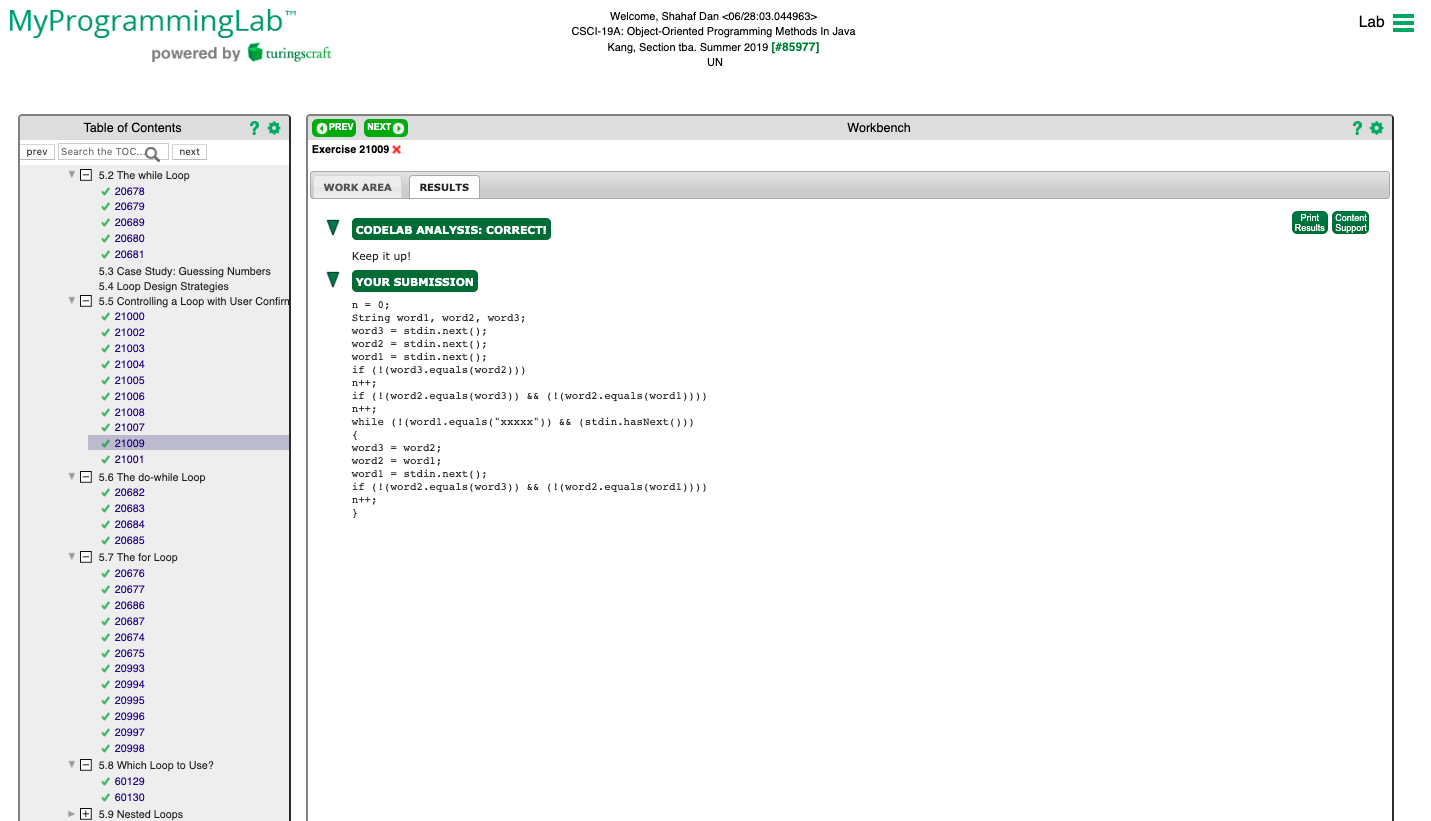 MyProgrammingLab™
powered by turingscraft
Welcome, Shahaf Dan <06/28:03.044963>
CSCI-19A: Object-Oriented Programming Methods In Java
Kang, Section tba. Summer 2019 [#85977]
UN
Lab
Table of Contents ?
prev Search the TOC... next
5.2 The while Loop
20678
20679
20689
20680
20681
5.3 Case Study: Guessing Numbers
5.4 Loop Design Strategies
5.5 Controlling a Loop with User Confirm
21000
21002
21003
21004
21005
21006
21008
21007
21009
21001
5.6 The do-while Loop
20682
20683
20684
20685
5.7 The for Loop
20676
20677
20686
20687
20674
20675
20993
20994
20995
20996
20997
20998
5.8 Which Loop to Use?
60129
60130
5.9 Nested Loops
PREV NEXT Workbench ?
Exercise 21009
WORK AREA RESULTS
Print Results Content Support
CODELAB ANALYSIS: CORRECT!
Keep it up!
YOUR SUBMISSION
n = 0;
String word1, word2, word3;
word3 = stdin.next();
word2 = stdin.next();
word1 = stdin.next();
if (!(word3.equals(word2)))
n++;
if (!(word2.equals(word3)) && (!(word2.equals(word1))))
n++;
while (!(word1.equals("xxxxx")) && (stdin.hasNext()))
{
word3 = word2;
word2 = word1;
word1 = stdin.next();
if (!(word2.equals(word3)) && (!(word2.equals(word1))))
n++;
}